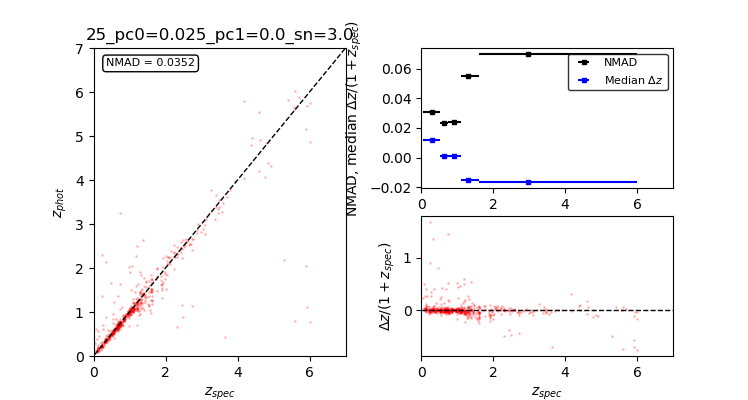 25_pc0=0.025_pc1=0.0_sn=3.0
NMAD = 0.0352
7
6
5
4
3
2
1
0
z_phot
0 2 4 6
z_spec
NMAD, median Δz/(1 + z_spec)
0.06
0.04
0.02
0.00
−0.02
NMAD
Median Δz
0 2 4 6
Δz/(1 + z_spec)
1
0
0 2 4 6
z_spec